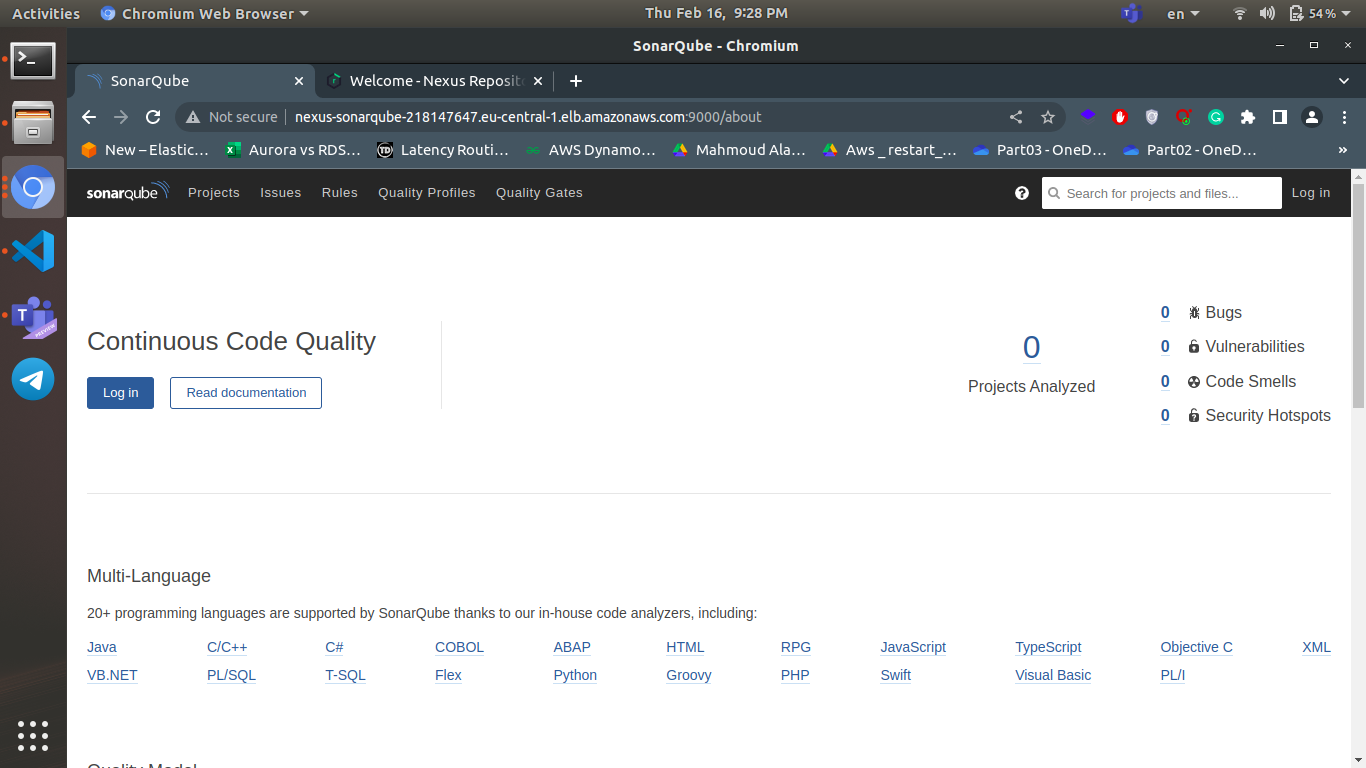 Activities Chromium Web Browser Thu Feb 16, 9:28 PM en 54%
SonarQube - Chromium
SonarQube Welcome - Nexus Reposito
Not secure nexus-sonarqube-218147647.eu-central-1.elb.amazonaws.com:9000/about
New – Elastic… Aurora vs RDS… TD Latency Routi… AWS Dynamo… Mahmoud Ala… Aws _ restart_… Part03 - OneD… Part02 - OneD… »
sonarqube Projects Issues Rules Quality Profiles Quality Gates Search for projects and files... Log in
Continuous Code Quality
Log in Read documentation
0
Projects Analyzed
0 Bugs
0 Vulnerabilities
0 Code Smells
0 Security Hotspots
Multi-Language
20+ programming languages are supported by SonarQube thanks to our in-house code analyzers, including:
Java C/C++ C# COBOL ABAP HTML RPG JavaScript TypeScript Objective C XML
VB.NET PL/SQL T-SQL Flex Python Groovy PHP Swift Visual Basic PL/I
Quality Model